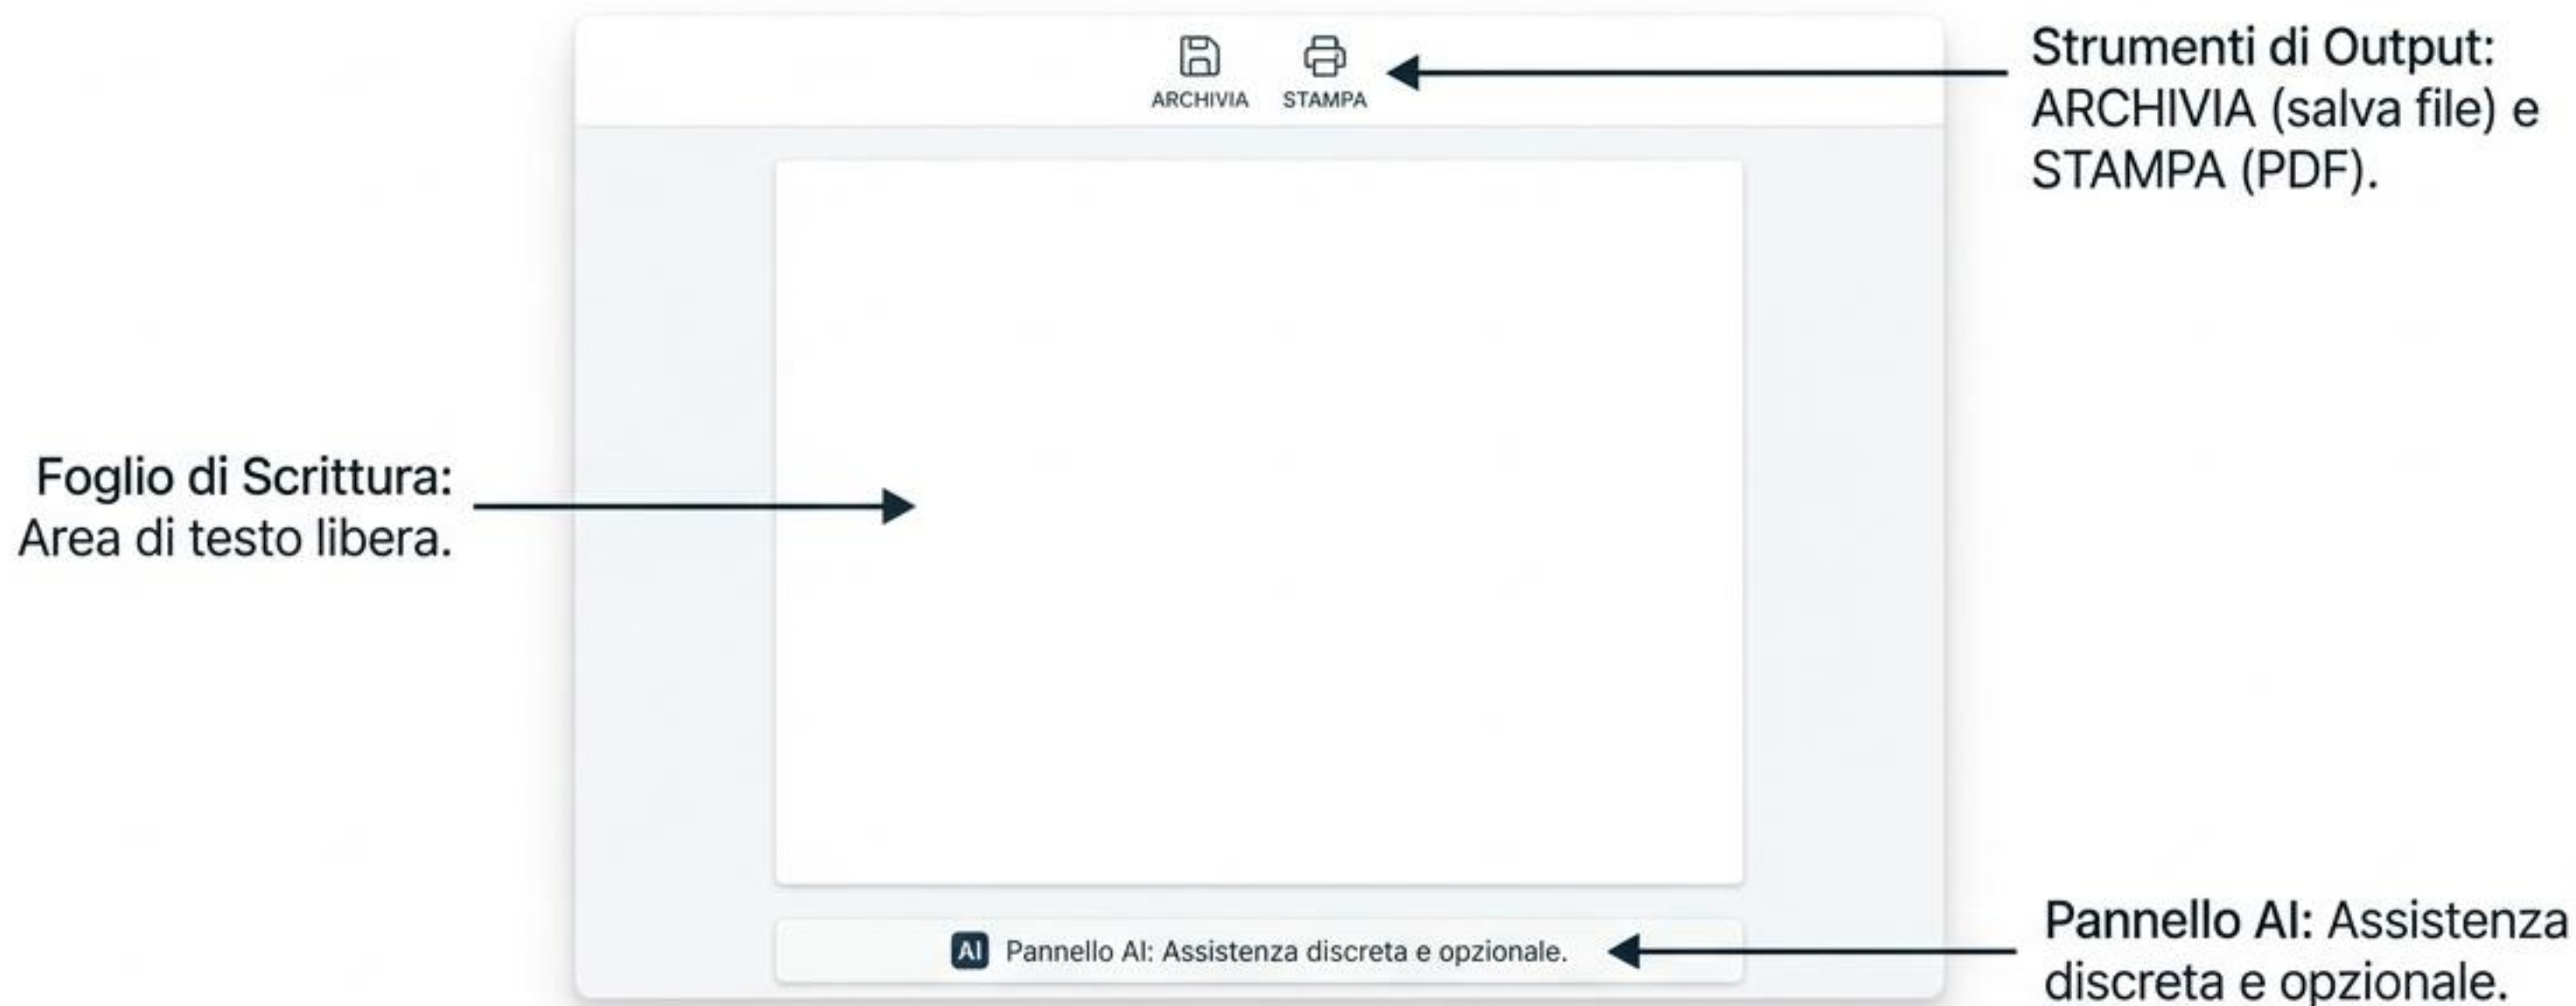 ARCHIVIA
STAMPA
Strumenti di Output:
ARCHIVIA (salva file) e
STAMPA (PDF).
Foglio di Scrittura:
Area di testo libera.
AI Pannello AI: Assistenza discreta e opzionale.
Pannello AI: Assistenza
discreta e opzionale.